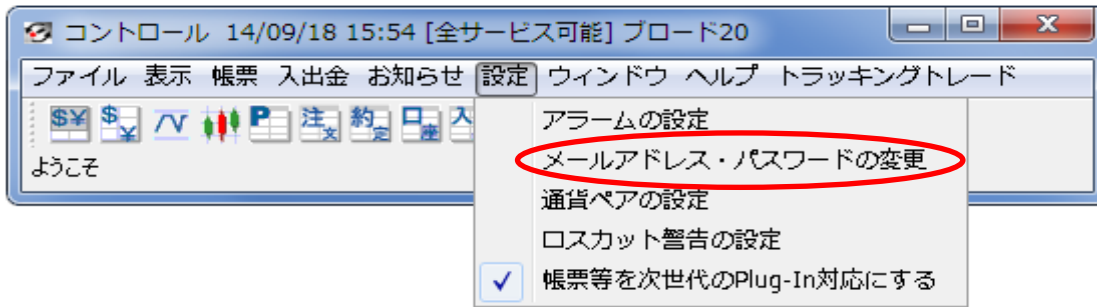 コントロール 14/09/18 15:54 [全サービス可能] ブロード20
ファイル 表示 帳票 入出金 お知らせ 設定 ウィンドウ ヘルプ トラッキングトレード
$¥ $¥ P 注文 約定 口座 入
ようこそ
アラームの設定
メールアドレス・パスワードの変更
通貨ペアの設定
ロスカット警告の設定
帳票等を次世代のPlug-In対応にする